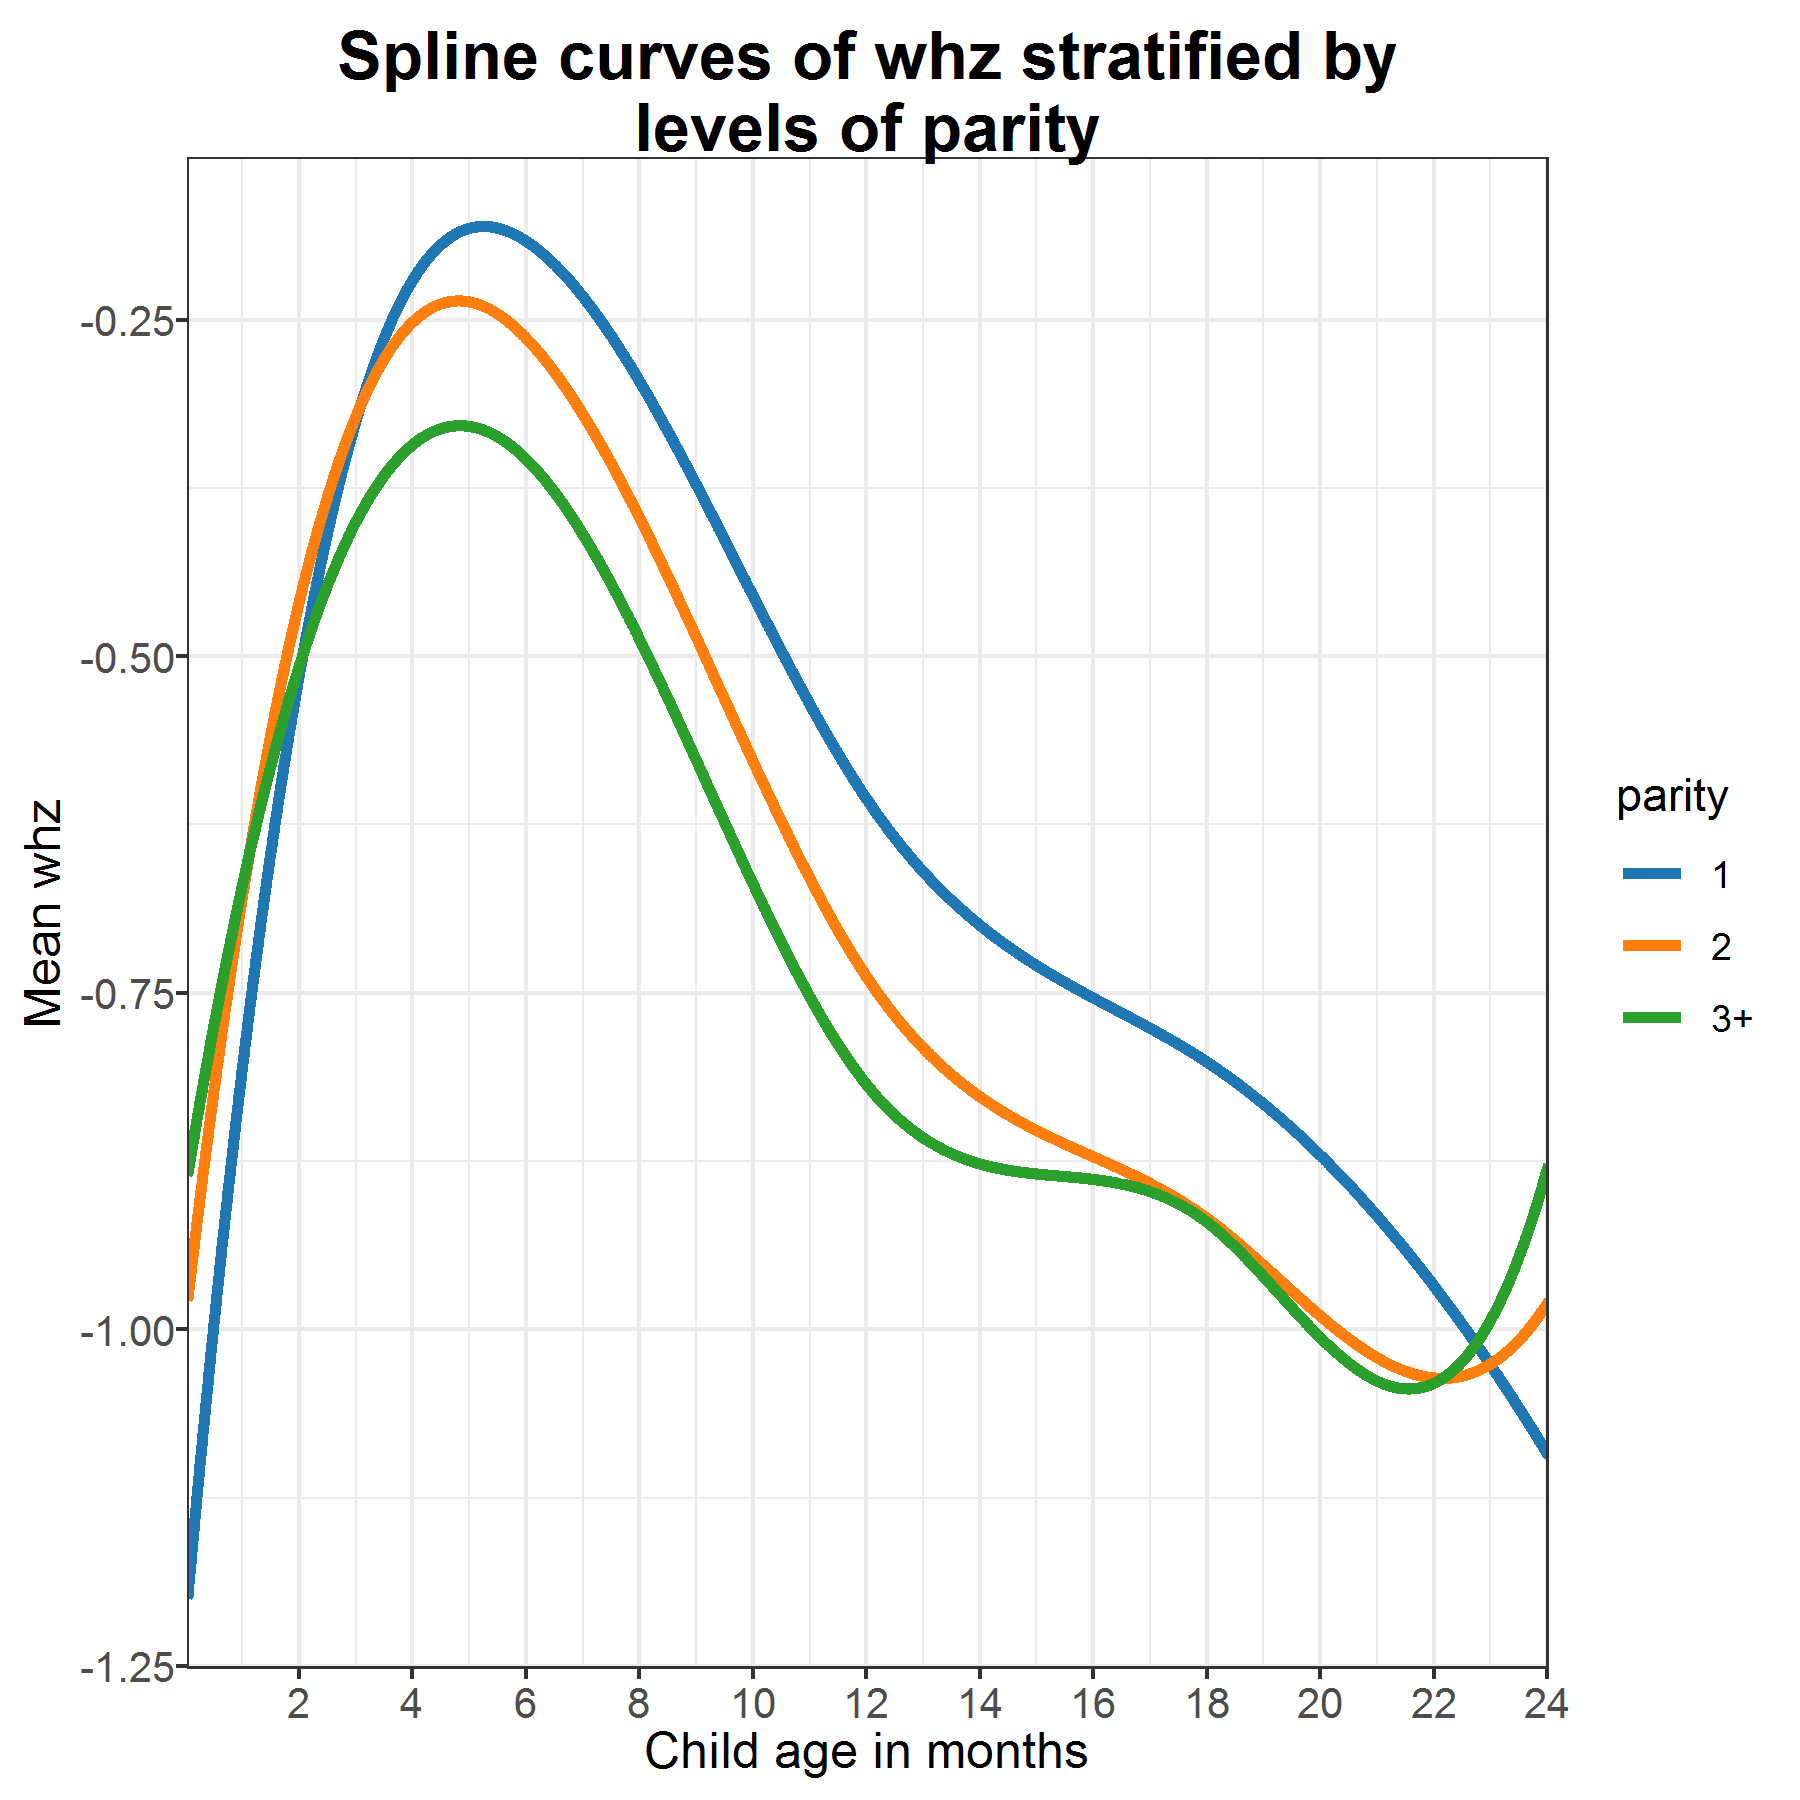 Spline curves of whz stratified by
levels of parity
Mean whz
-0.25
-0.50
-0.75
-1.00
-1.25
2 4 6 8 10 12 14 16 18 20 22 24
Child age in months
parity
1
2
3+